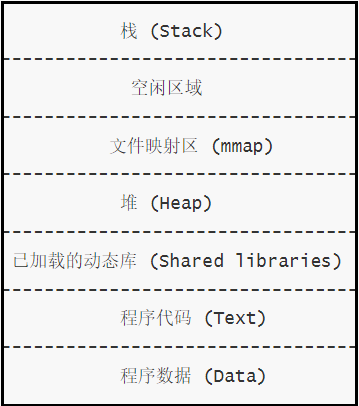 栈 (Stack)
空闲区域
文件映射区 (mmap)
堆 (Heap)
已加载的动态库 (Shared libraries)
程序代码 (Text)
程序数据 (Data)